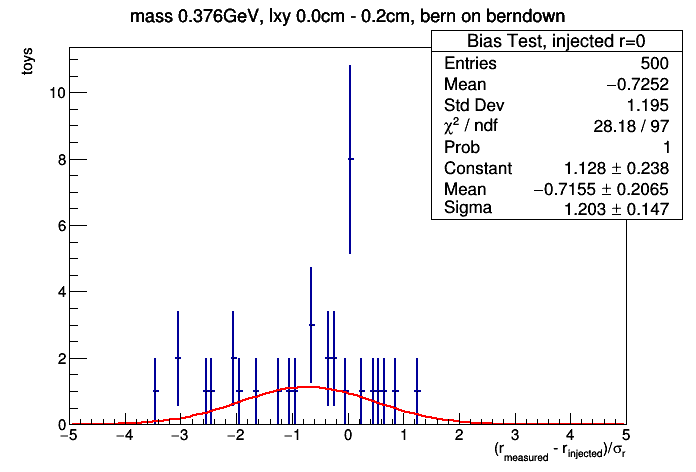 mass 0.376GeV, lxy 0.0cm - 0.2cm, bern on berndown
Bias Test, injected r=0
Entries 500
Mean −0.7252
Std Dev 1.195
χ² / ndf 28.18 / 97
Prob 1
Constant 1.128 ± 0.238
Mean −0.7155 ± 0.2065
Sigma 1.203 ± 0.147
toys
10
8
6
4
2
0
−5 −4 −3 −2 −1 0 1 2 3 4 5
(r_measured - r_injected)/σ_r